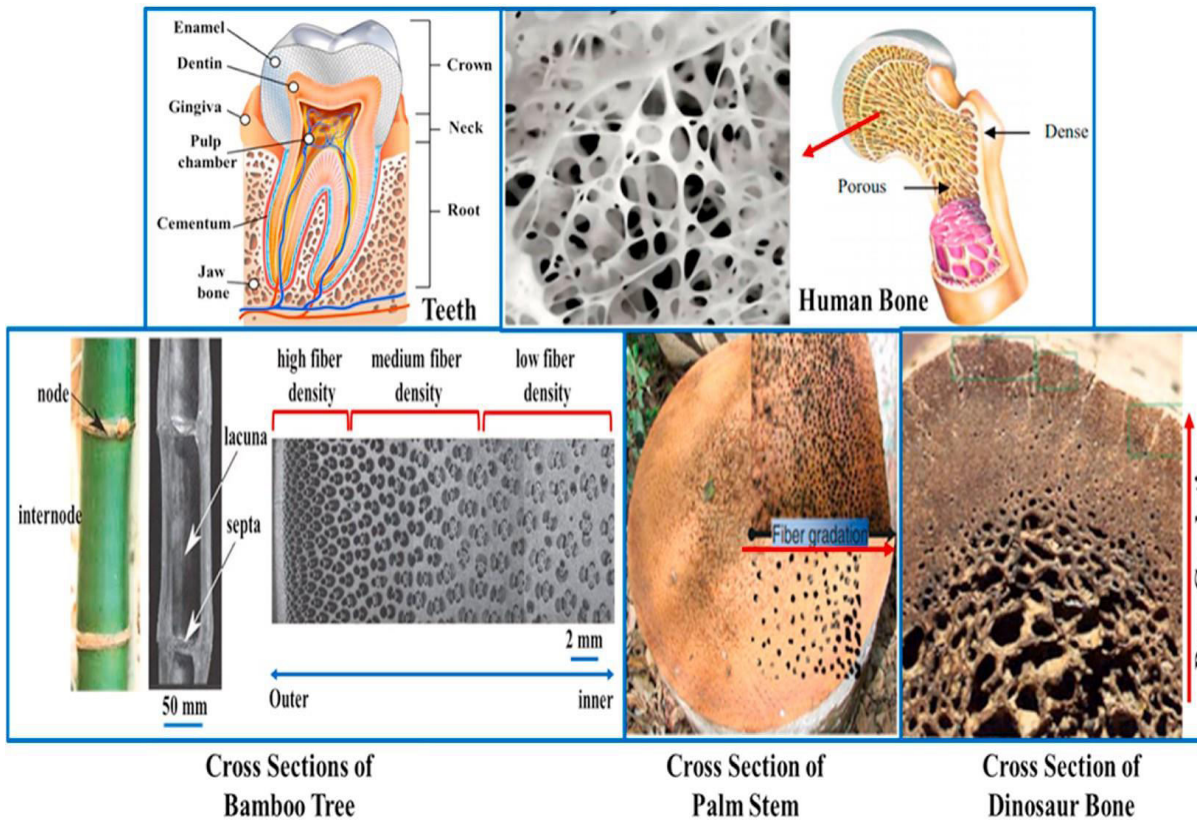 Enamel
Dentin
Gingiva
Pulp
chamber
Cementum
Jaw
bone
Crown
Neck
Root
Teeth
Dense
Porous
Human Bone
node
internode
lacuna
septa
50 mm
high fiber
density
medium fiber
density
low fiber
density
2 mm
Outer
inner
Fiber gradation
Cross Sections of
Bamboo Tree
Cross Section of
Palm Stem
Cross Section of
Dinosaur Bone